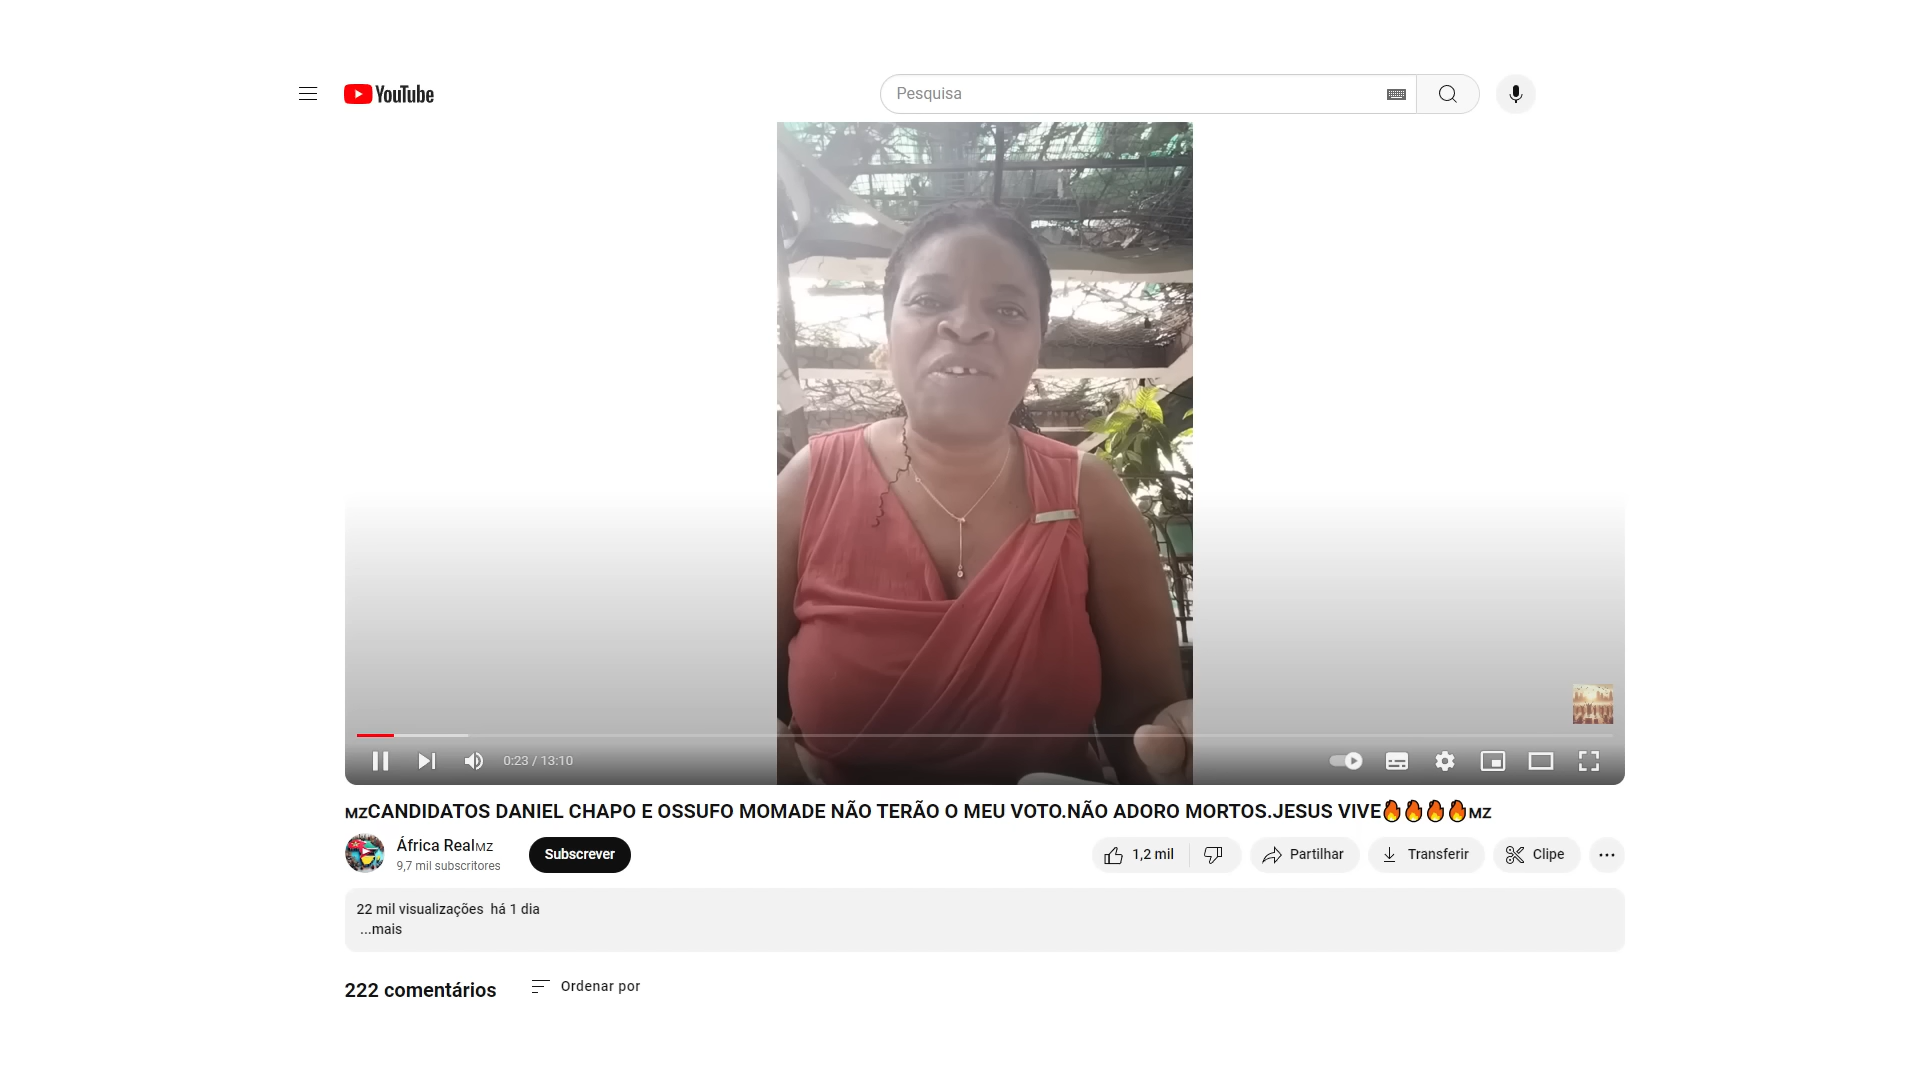 YouTube
Pesquisa
0:23 / 13:10
MZCANDIDATOS DANIEL CHAPO E OSSUFO MOMADE NÃO TERÃO O MEU VOTO.NÃO ADORO MORTOS.JESUS VIVE🔥🔥🔥🔥MZ
África RealMZ
9,7 mil subscritores
Subscrever
1,2 mil
Partilhar
Transferir
Clipe
22 mil visualizações há 1 dia
...mais
222 comentários
Ordenar por